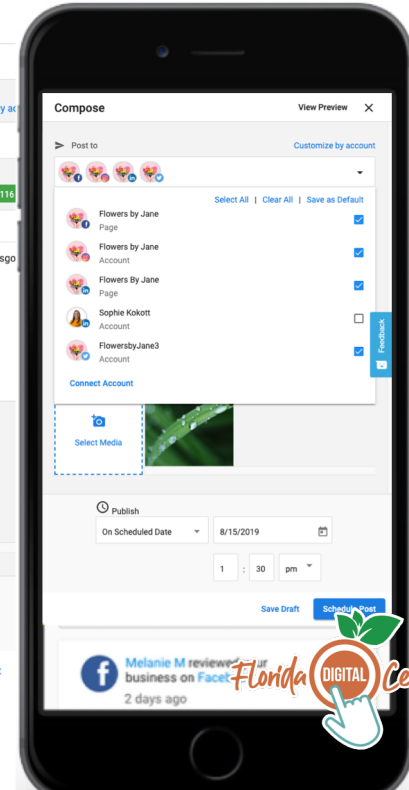 Compose View Preview X
Post to Customize by account
Select All | Clear All | Save as Default
Flowers by Jane
Page
Flowers by Jane
Account
Flowers By Jane
Page
Sophie Kokott
Account
FlowersbyJane3
Account
Connect Account
Feedback
116
Select Media
Publish
On Scheduled Date 8/15/2019
1 : 30 pm
Save Draft Schedule Post
Melanie M reviewed your
business on
2 days ago
Florida DIGITAL